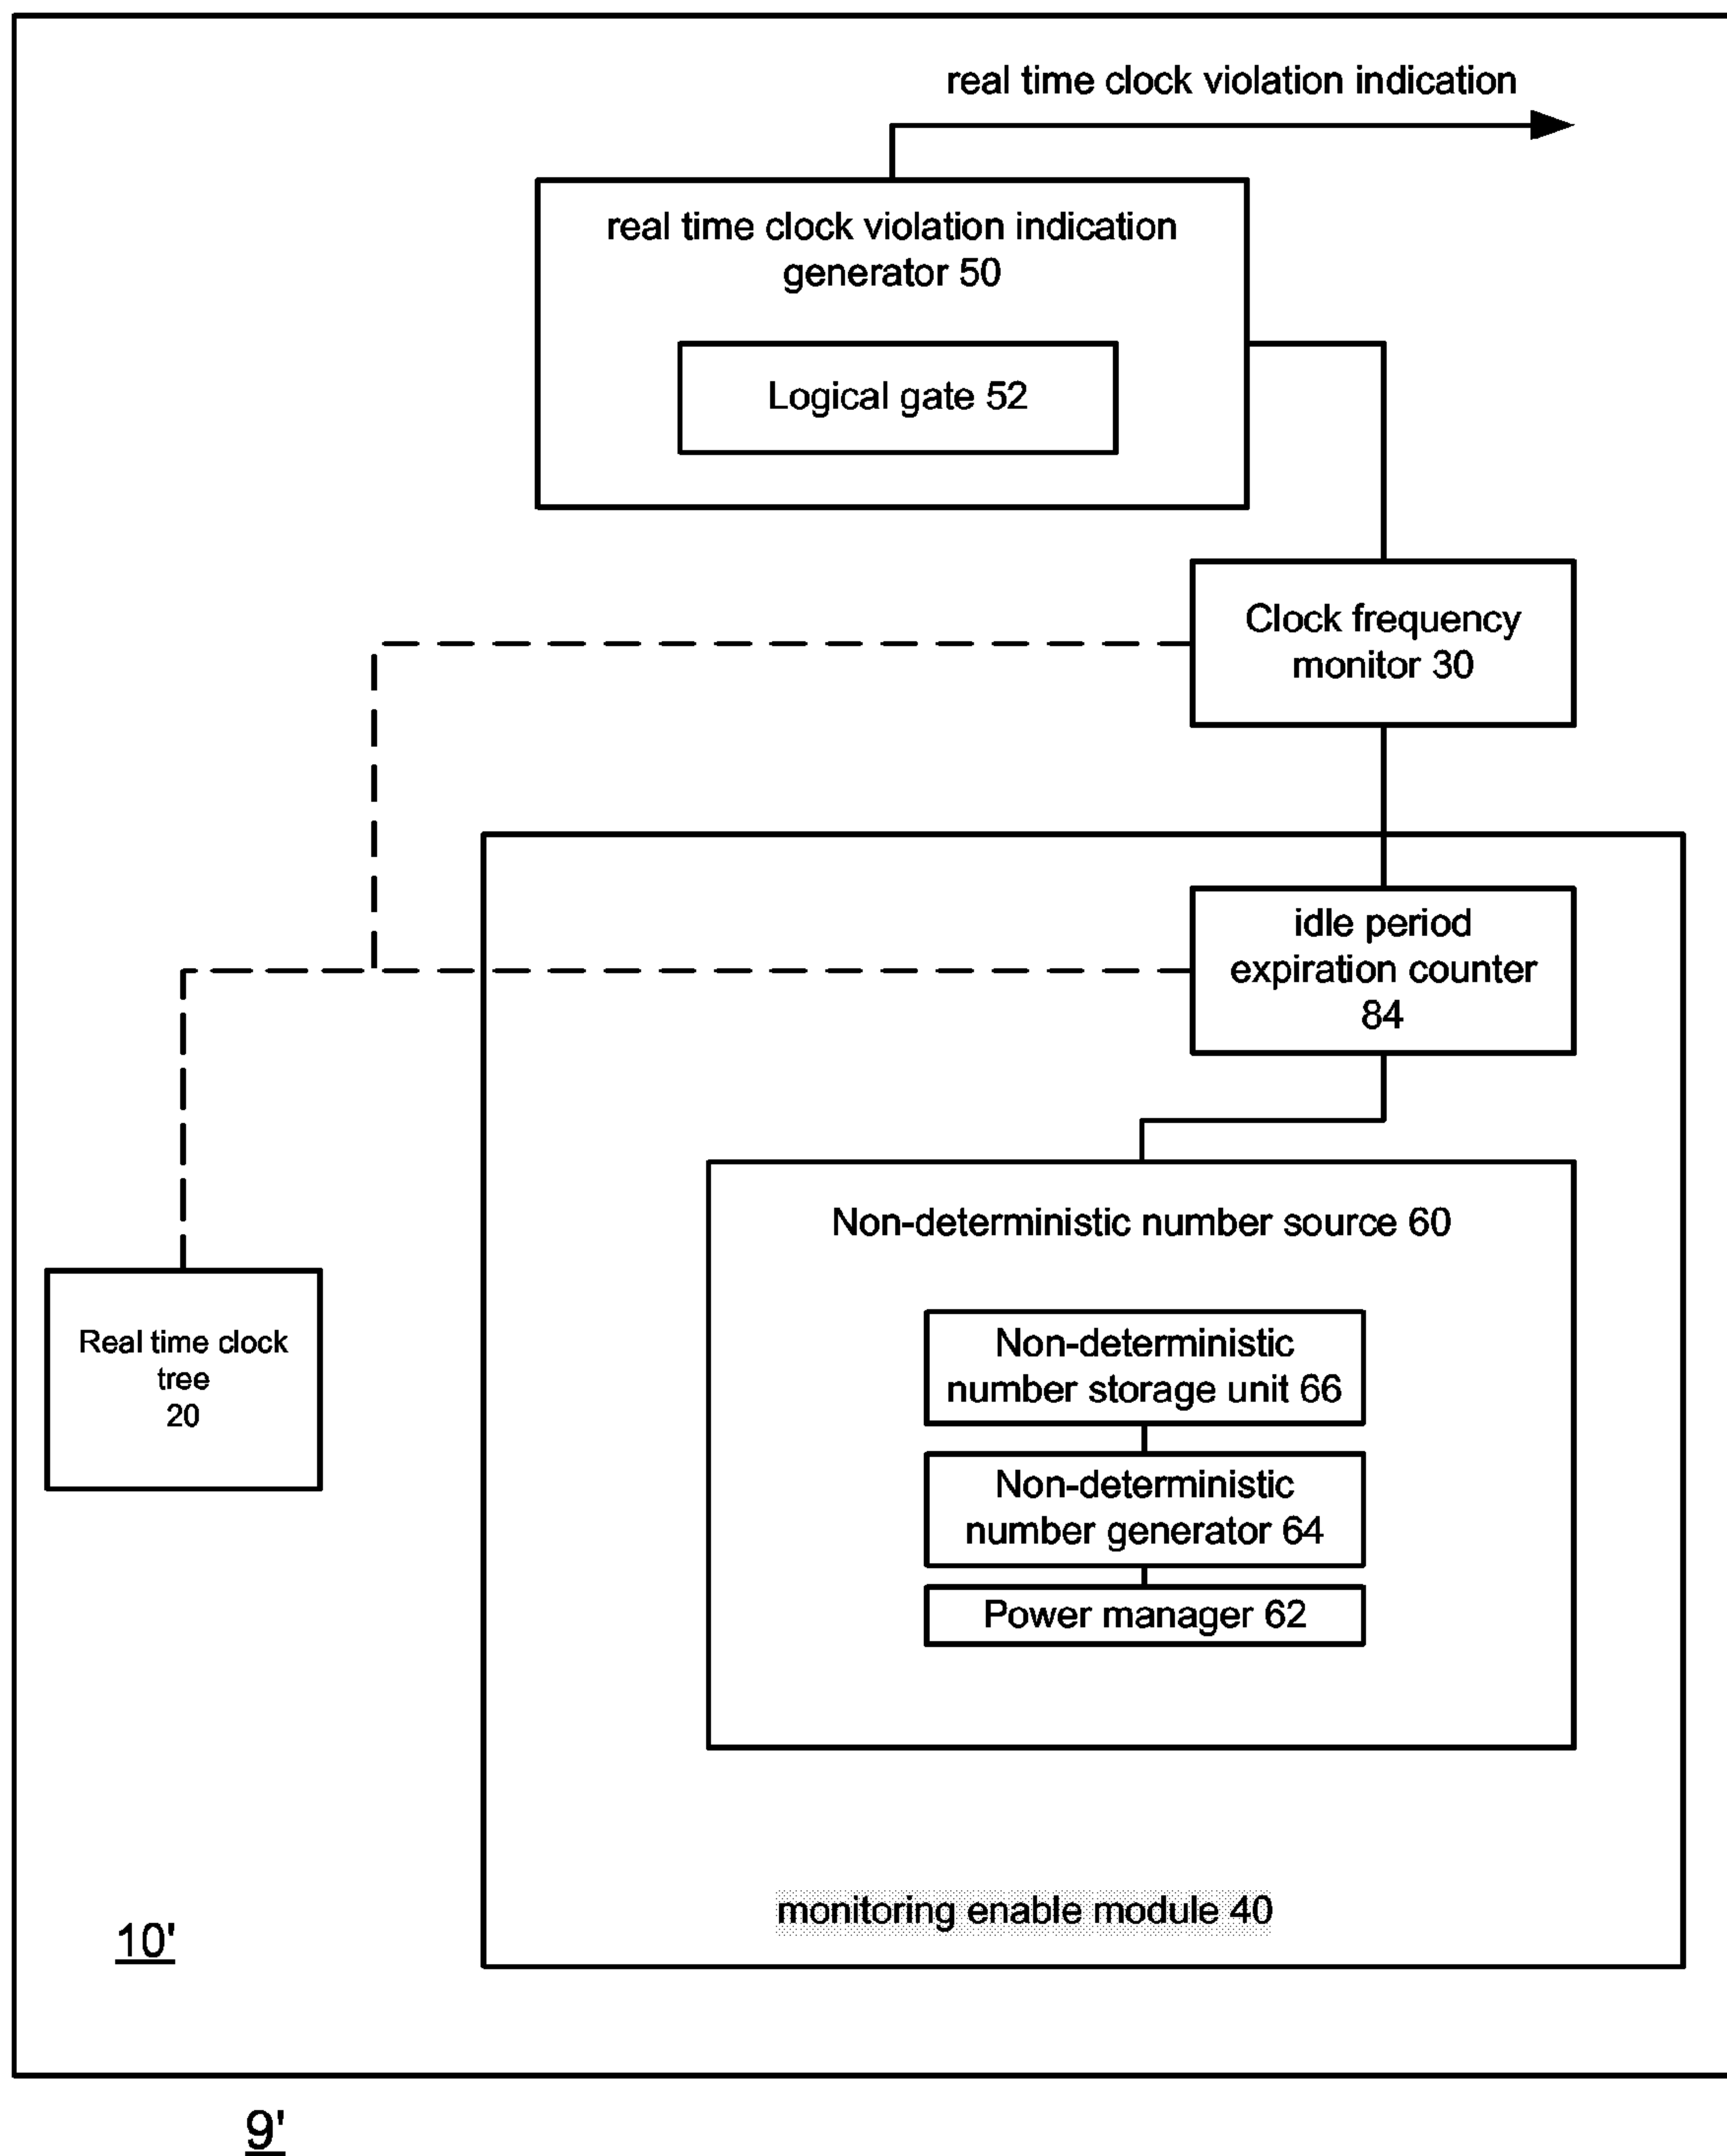 real time clock violation indication
real time clock violation indication
generator 50
Logical gate 52
Clock frequency
monitor 30
idle period
expiration counter
84
Non-deterministic number source 60
Real time clock
tree
20
Non-deterministic
number storage unit 66
Non-deterministic
number generator 64
Power manager 62
monitoring enable module 40
10'
9'